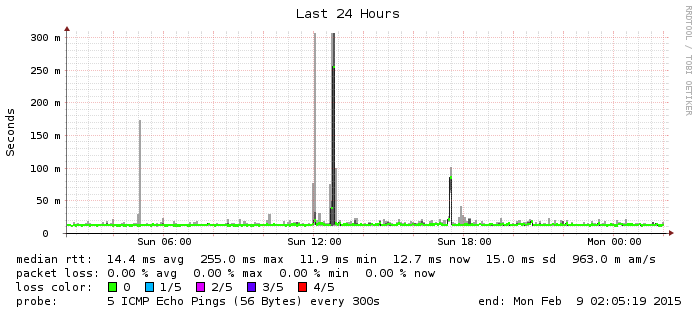 Last 24 Hours
RRDTOOL / TOBI OETIKER
Seconds
300 m
250 m
200 m
150 m
100 m
50 m
0
Sun 06:00 Sun 12:00 Sun 18:00 Mon 00:00
median rtt: 14.4 ms avg 255.0 ms max 11.9 ms min 12.7 ms now 15.0 ms sd 963.0 m am/s
packet loss: 0.00 % avg 0.00 % max 0.00 % min 0.00 % now
loss color: 0 1/5 2/5 3/5 4/5
probe: 5 ICMP Echo Pings (56 Bytes) every 300s end: Mon Feb 9 02:05:19 2015